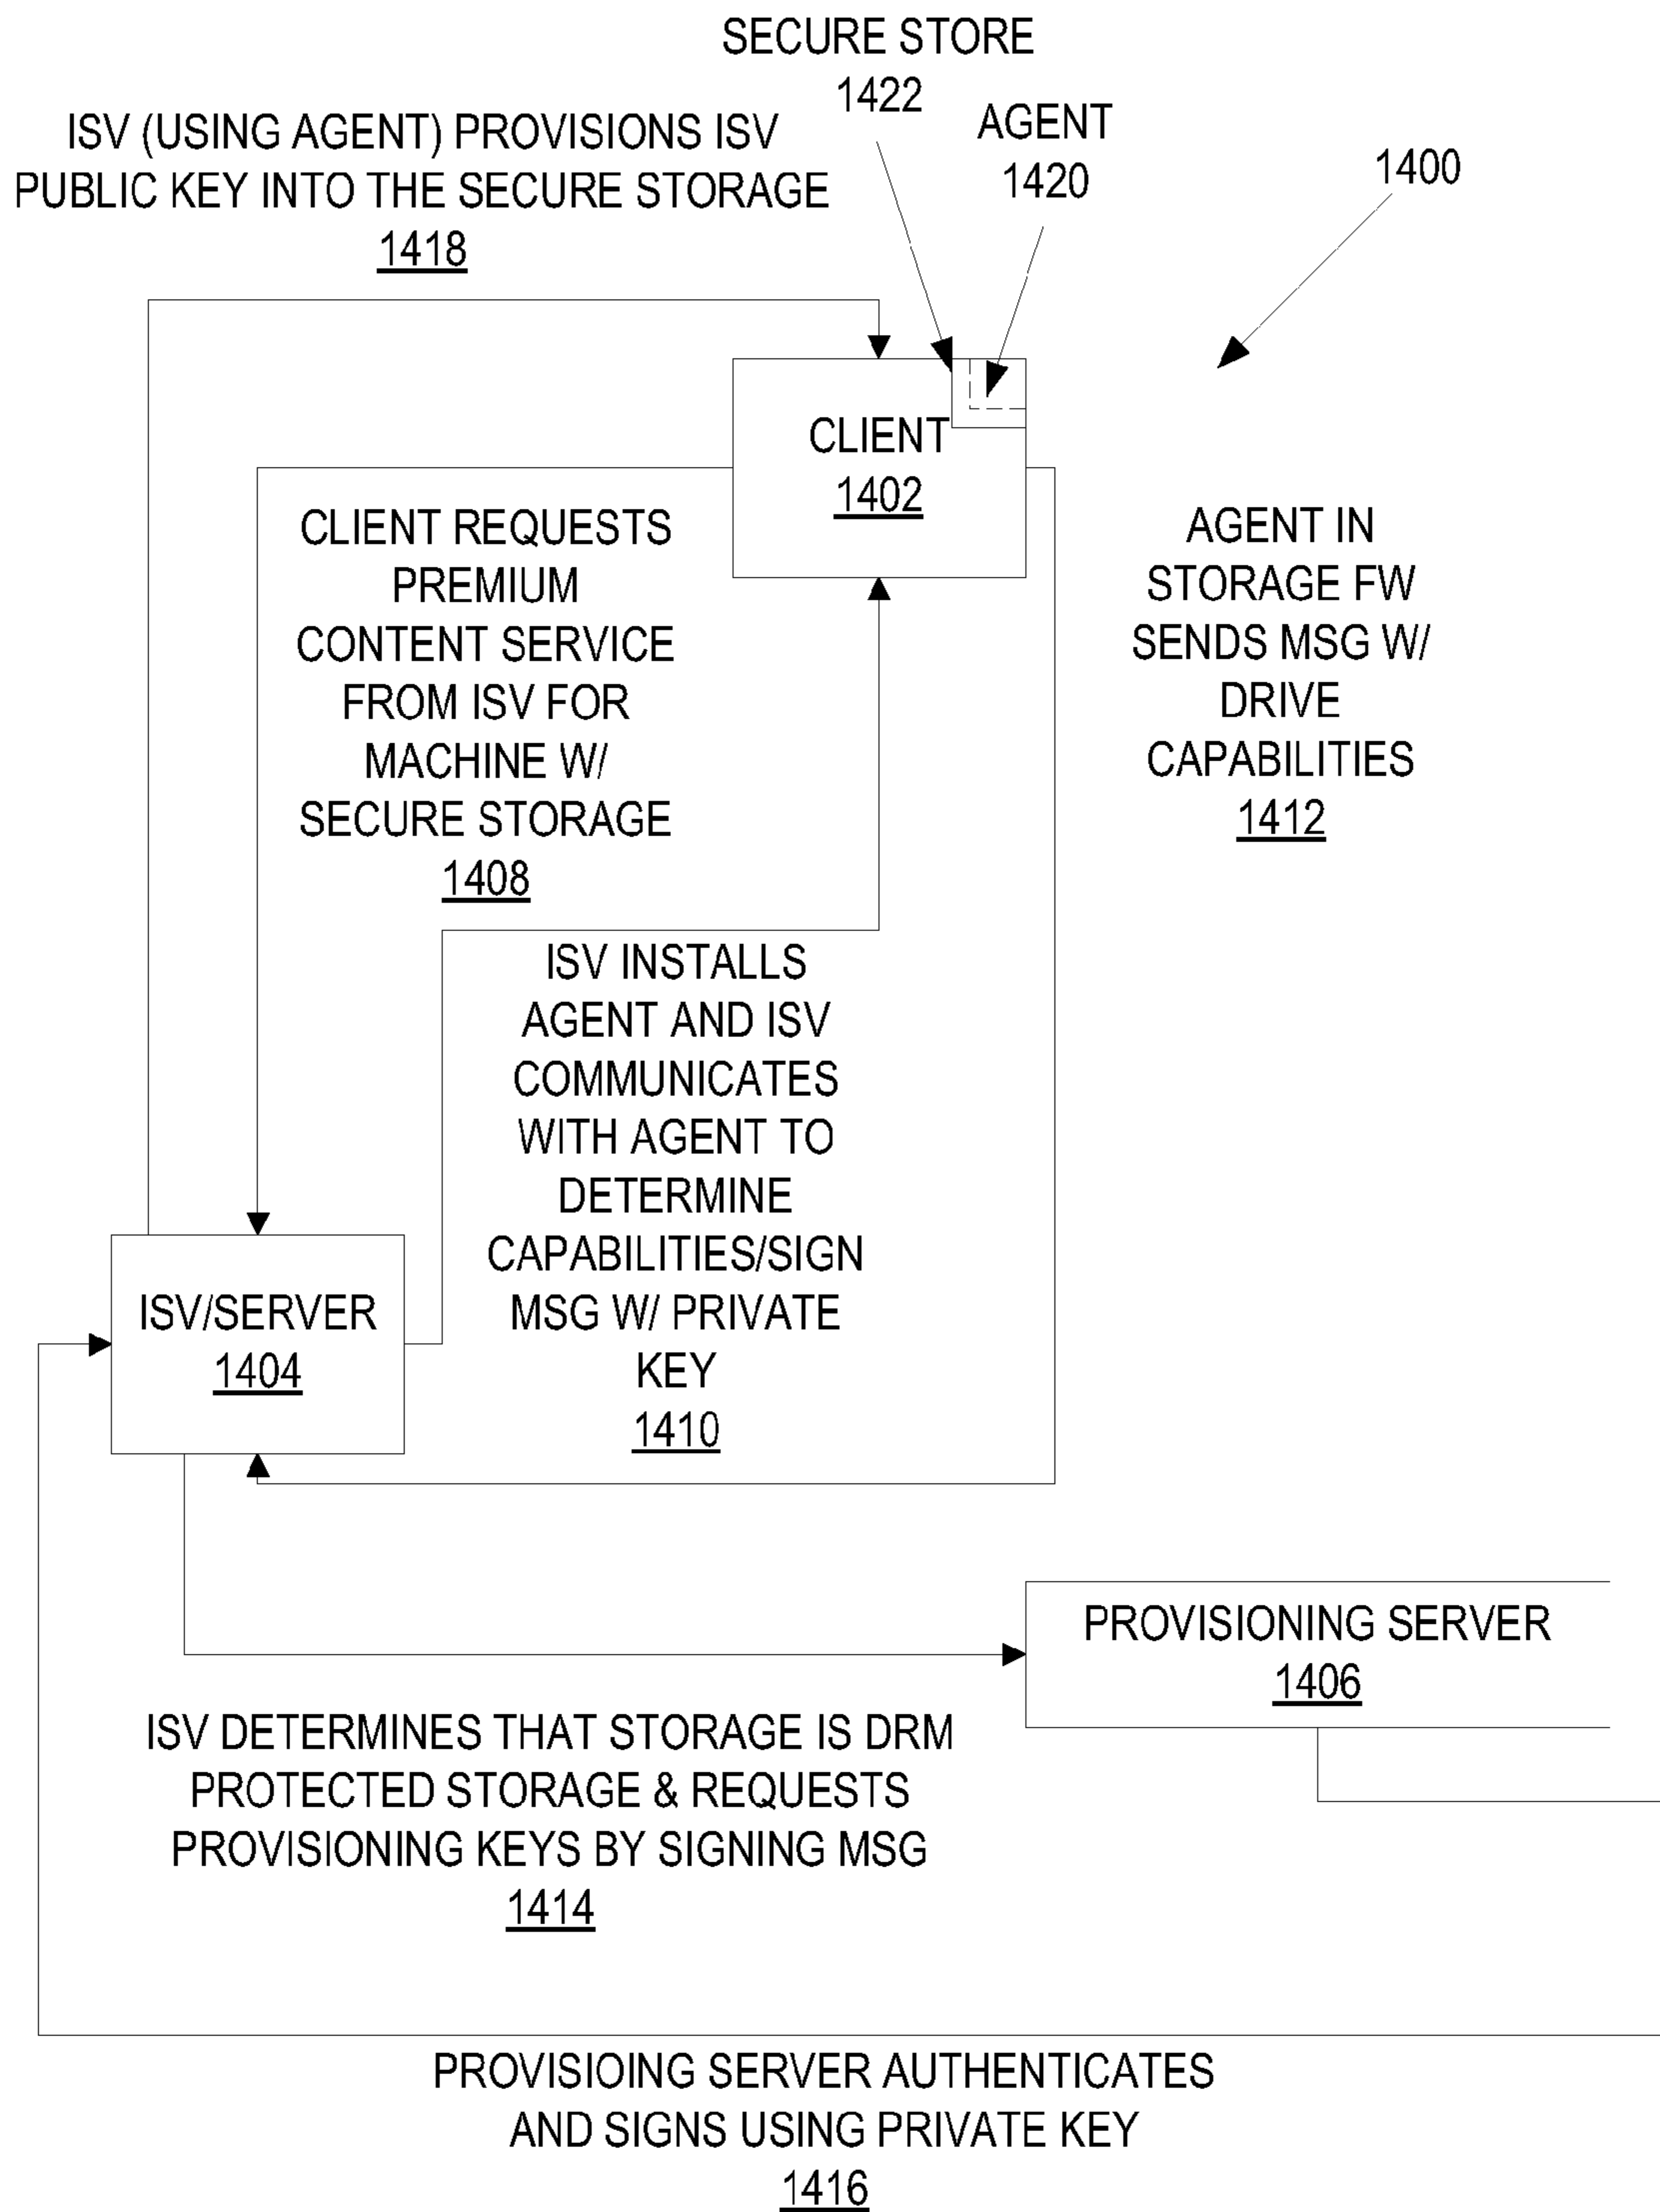 SECURE STORE
1422
AGENT
1420
1400
ISV (USING AGENT) PROVISIONS ISV
PUBLIC KEY INTO THE SECURE STORAGE
1418
CLIENT
1402
CLIENT REQUESTS
PREMIUM
CONTENT SERVICE
FROM ISV FOR
MACHINE W/
SECURE STORAGE
1408
AGENT IN
STORAGE FW
SENDS MSG W/
DRIVE
CAPABILITIES
1412
ISV INSTALLS
AGENT AND ISV
COMMUNICATES
WITH AGENT TO
DETERMINE
CAPABILITIES/SIGN
MSG W/ PRIVATE
KEY
1410
ISV/SERVER
1404
PROVISIONING SERVER
1406
ISV DETERMINES THAT STORAGE IS DRM
PROTECTED STORAGE & REQUESTS
PROVISIONING KEYS BY SIGNING MSG
1414
PROVISIOING SERVER AUTHENTICATES
AND SIGNS USING PRIVATE KEY
1416